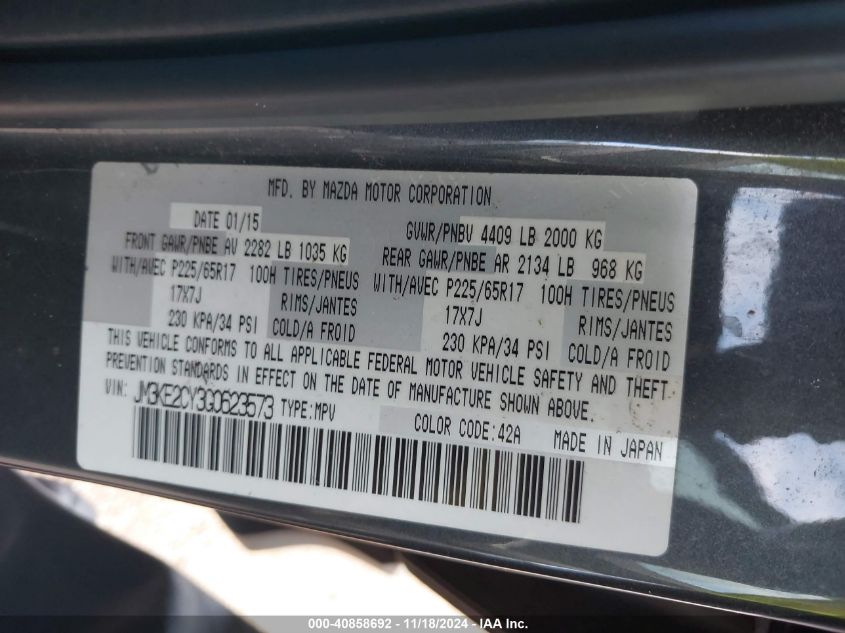 MFD. BY MAZDA MOTOR CORPORATION
DATE 01/15 GVWR/PNBV 4409 LB 2000 KG
FRONT GAWR/PNBE AV 2282 LB 1035 KG REAR GAWR/PNBE AR 2134 LB 968 KG
WITH/AVEC P225/65R17 100H TIRES/PNEUS WITH/AVEC P225/65R17 100H TIRES/PNEUS
17X7J RIMS/JANTES 17X7J RIMS/JANTES
230 KPA/34 PSI COLD/A FROID 230 KPA/34 PSI COLD/A FROID
THIS VEHICLE CONFORMS TO ALL APPLICABLE FEDERAL MOTOR VEHICLE SAFETY AND THEFT
PREVENTION STANDARDS IN EFFECT ON THE DATE OF MANUFACTURE SHOWN ABOVE.
VIN: JM3KE2CY3G0623573 TYPE:MPV COLOR CODE:42A MADE IN JAPAN
000-40858692 - 11/18/2024 - IAA Inc.